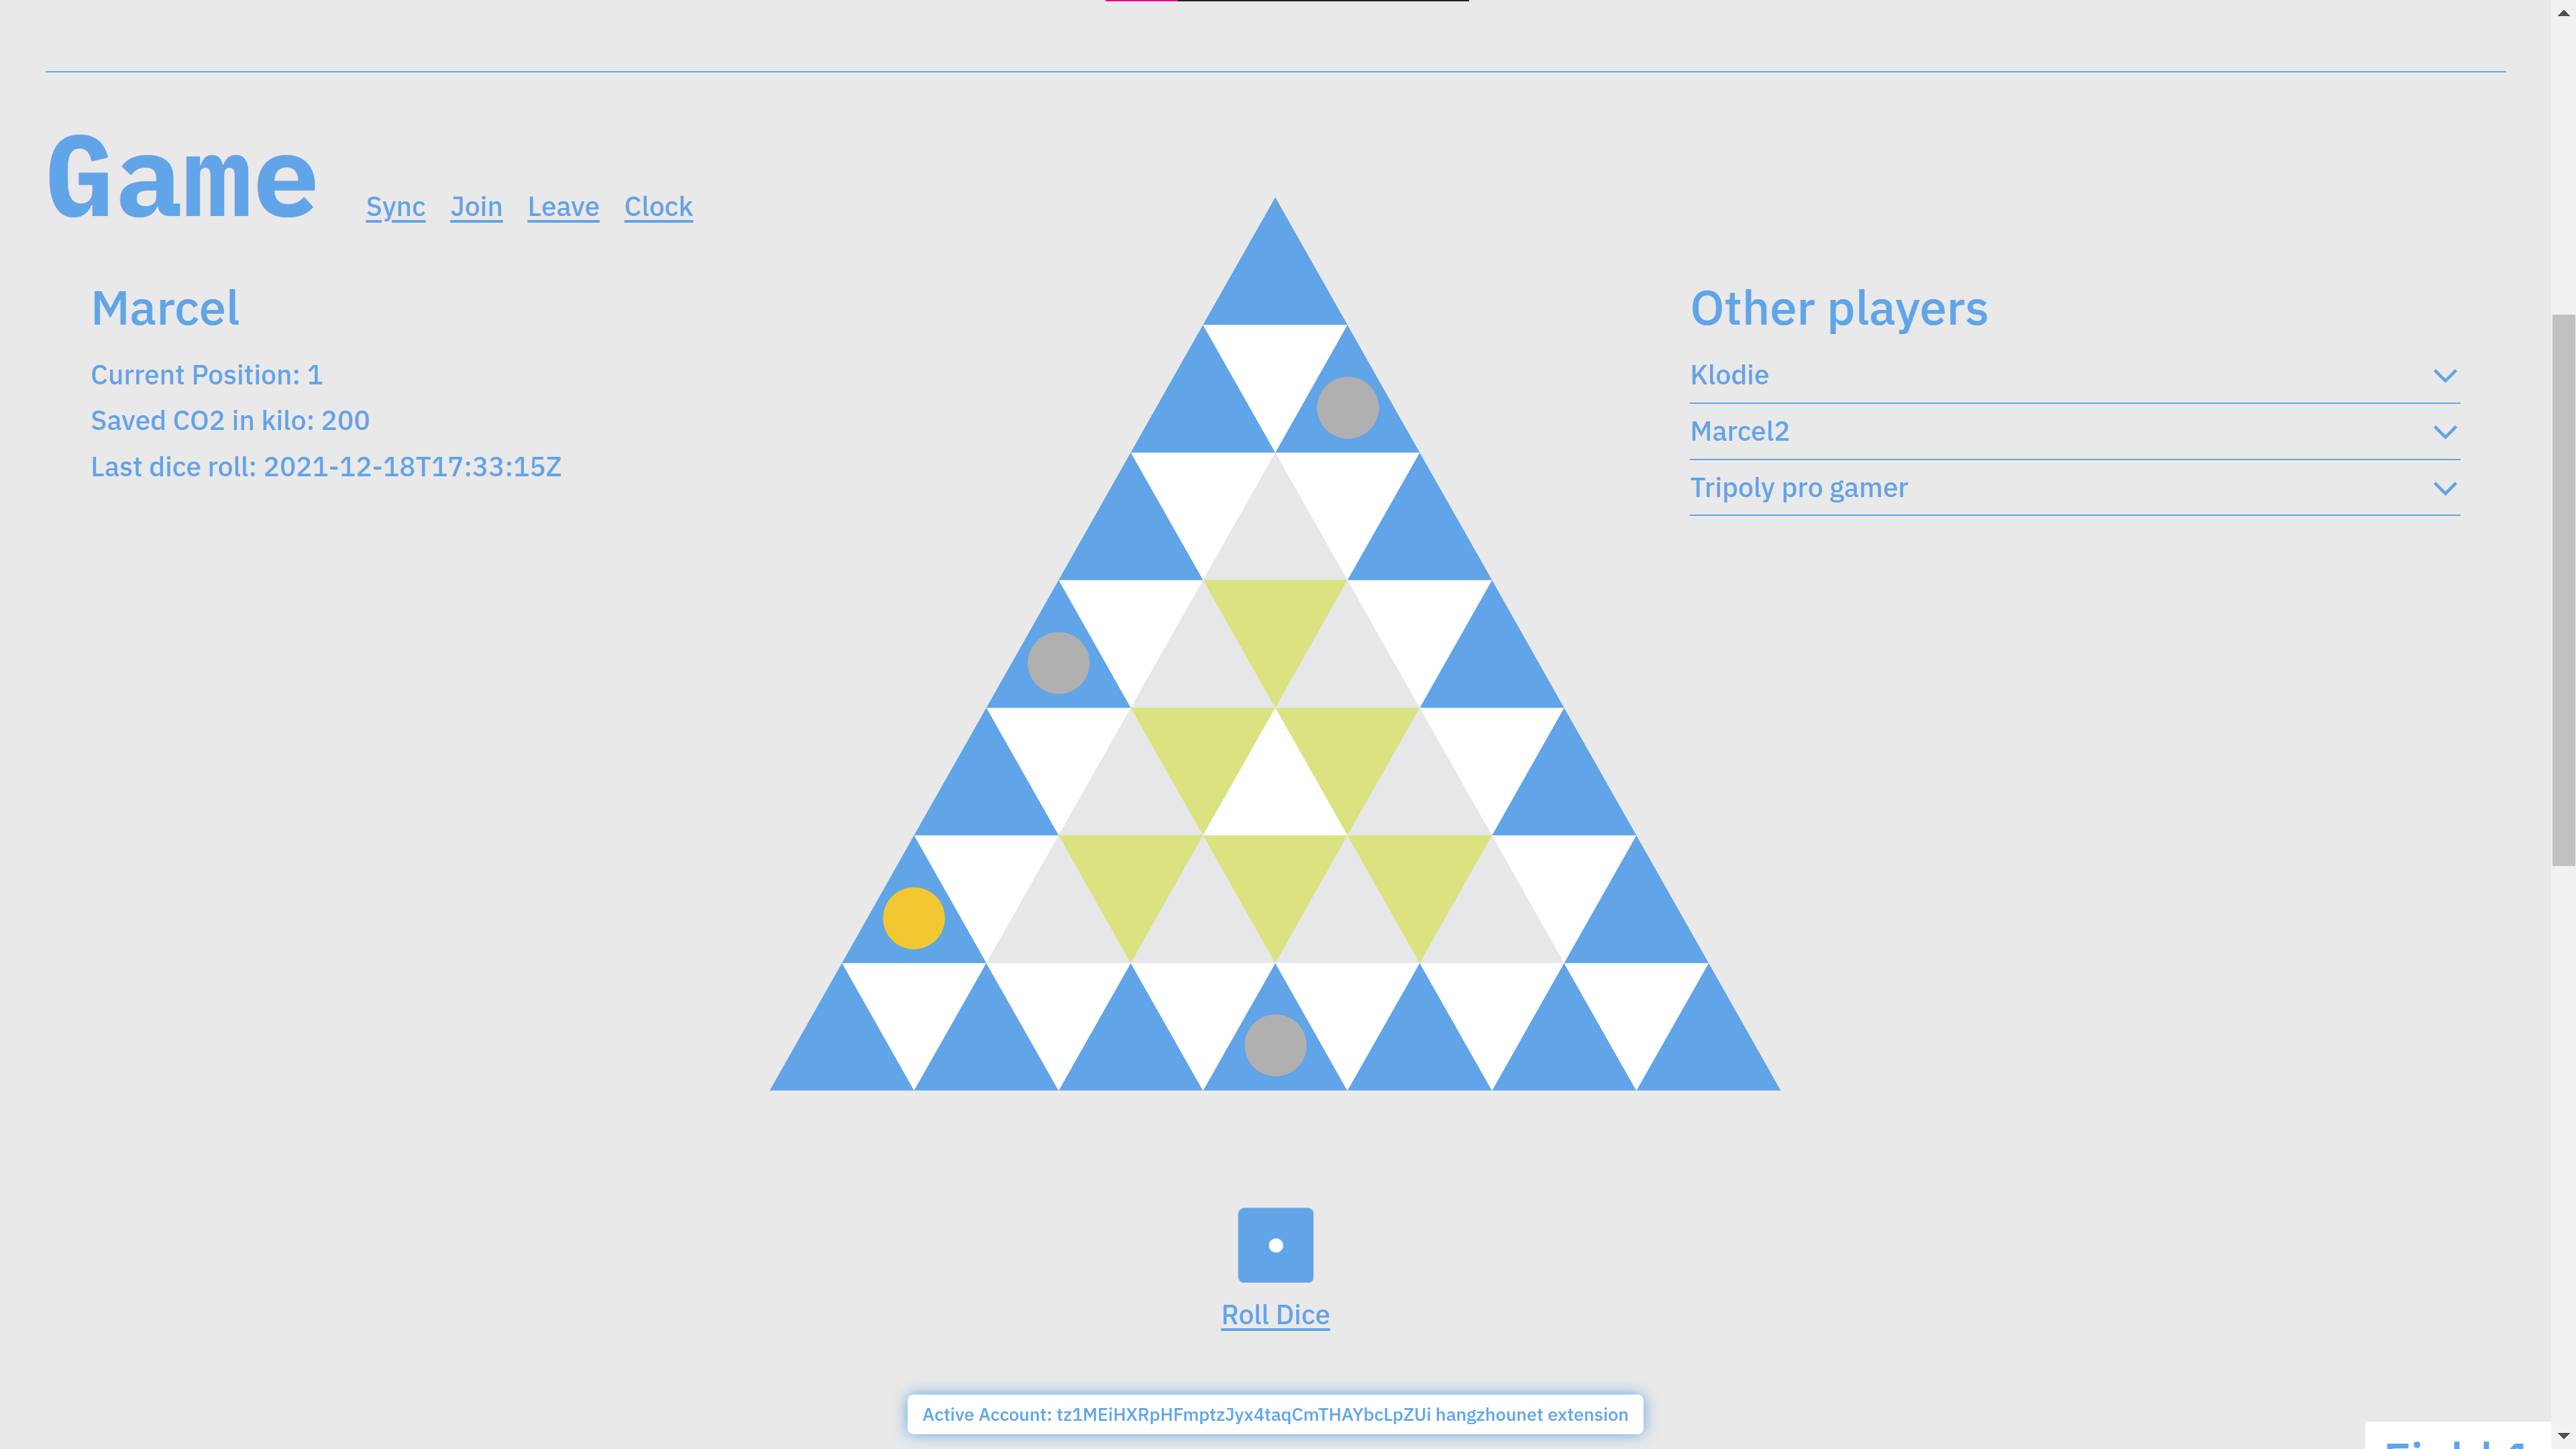 Game
Sync Join Leave Clock
Marcel
Current Position: 1
Saved CO2 in kilo: 200
Last dice roll: 2021-12-18T17:33:15Z
Other players
Klodie
Marcel2
Tripoly pro gamer
Roll Dice
Active Account: tz1MEiHXRpHFmptzJyx4taqCmTHAYbcLpZUi hangzhounet extension